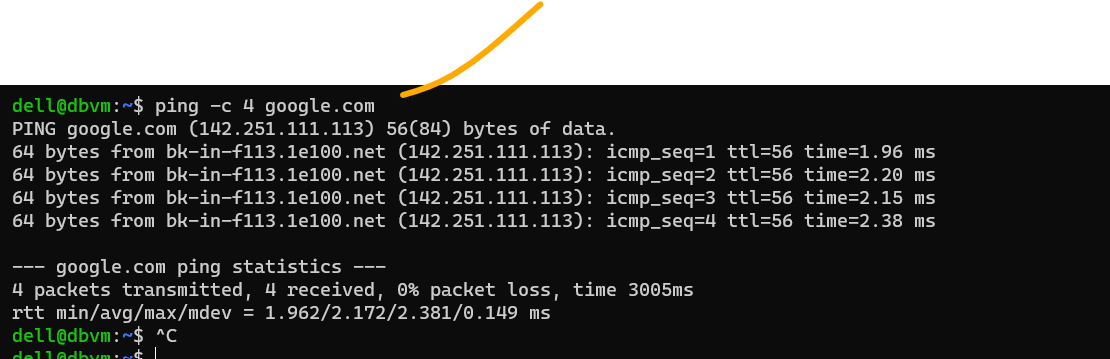 dell@dbvm:~$ ping -c 4 google.com
PING google.com (142.251.111.113) 56(84) bytes of data.
64 bytes from bk-in-f113.1e100.net (142.251.111.113): icmp_seq=1 ttl=56 time=1.96 ms
64 bytes from bk-in-f113.1e100.net (142.251.111.113): icmp_seq=2 ttl=56 time=2.20 ms
64 bytes from bk-in-f113.1e100.net (142.251.111.113): icmp_seq=3 ttl=56 time=2.15 ms
64 bytes from bk-in-f113.1e100.net (142.251.111.113): icmp_seq=4 ttl=56 time=2.38 ms
--- google.com ping statistics ---
4 packets transmitted, 4 received, 0% packet loss, time 3005ms
rtt min/avg/max/mdev = 1.962/2.172/2.381/0.149 ms
dell@dbvm:~$ ^C
dell@dbvm:~$